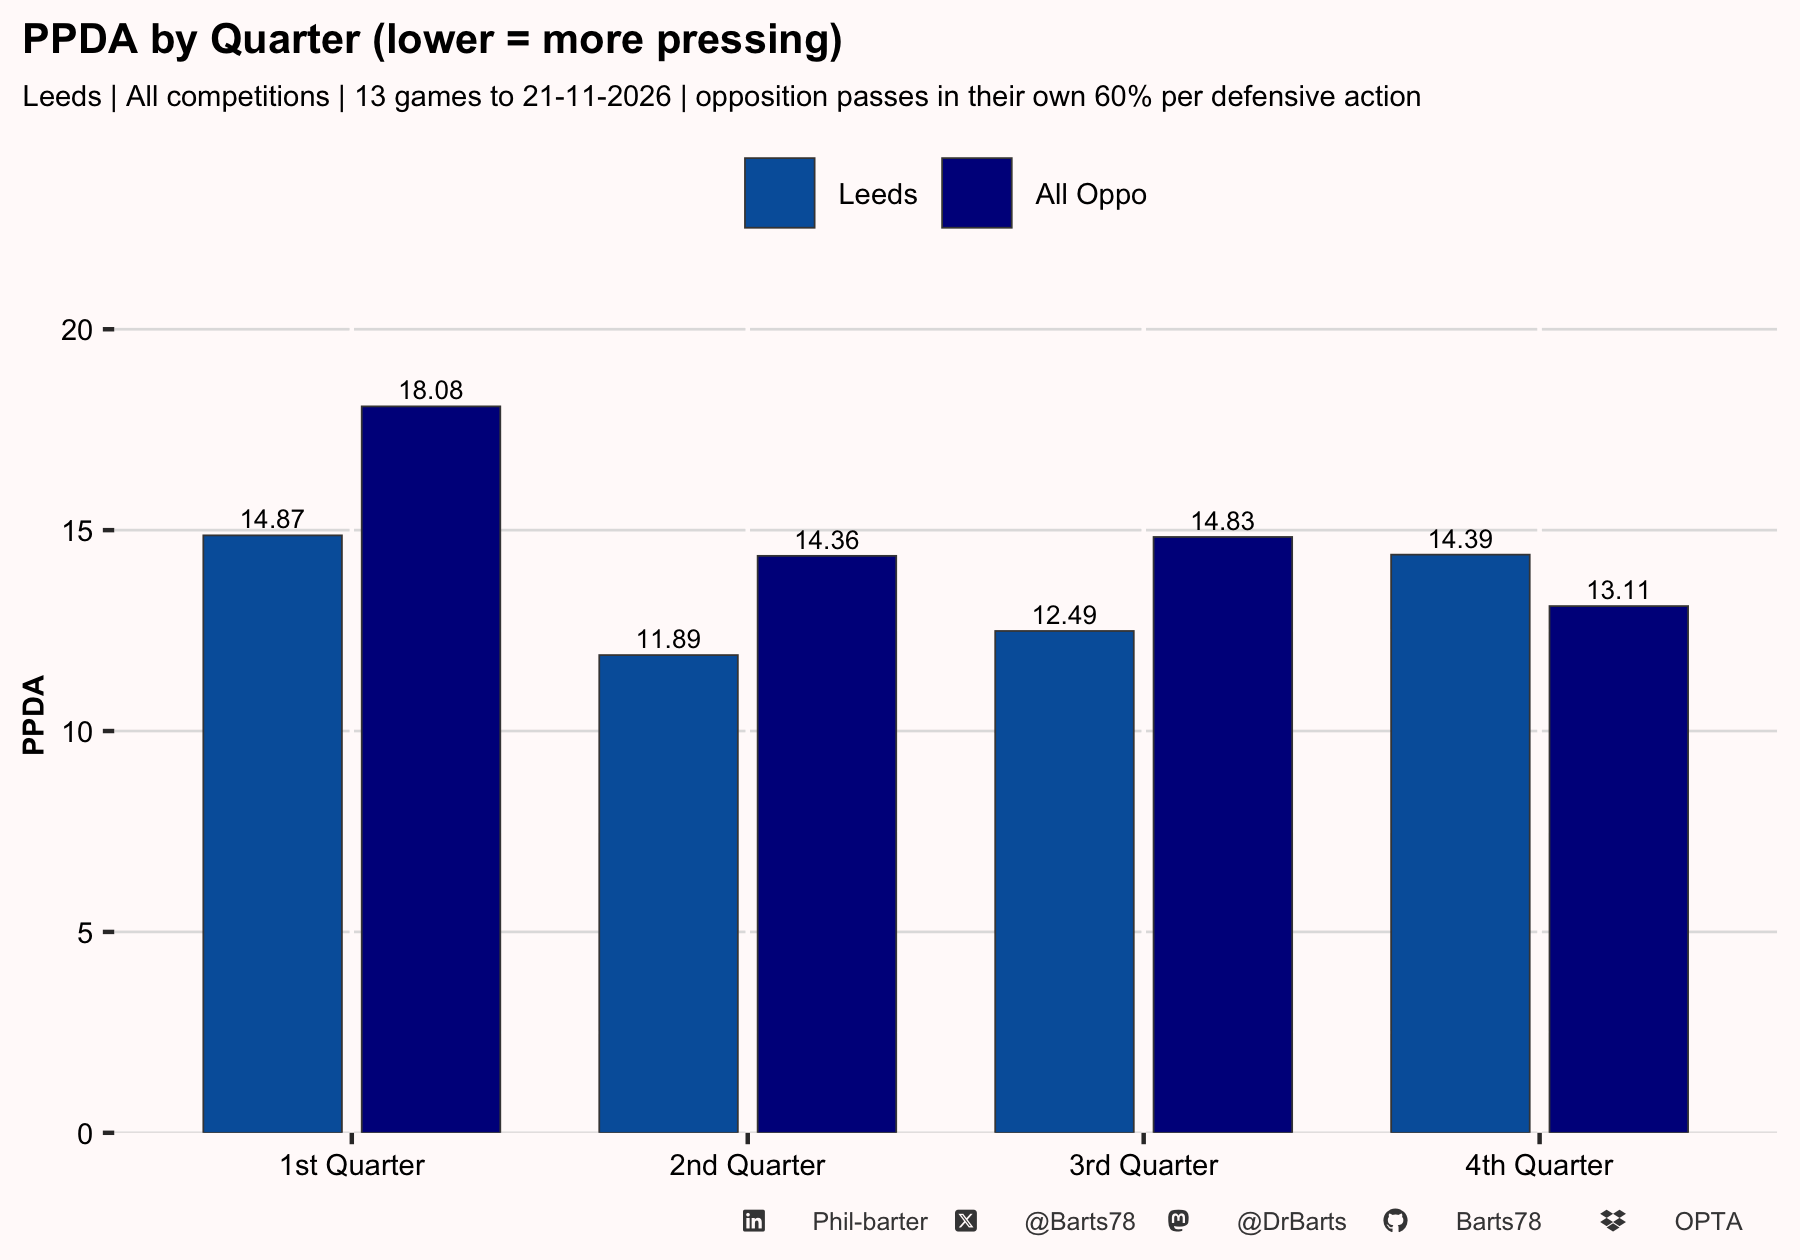 PPDA by Quarter (lower = more pressing)
Leeds | All competitions | 13 games to 21-11-2026 | opposition passes in their own 60% per defensive action
Leeds All Oppo
20
15
10
5
0
PPDA
14.87 18.08
11.89 14.36
12.49 14.83
14.39 13.11
1st Quarter 2nd Quarter 3rd Quarter 4th Quarter
Phil-barter @Barts78 @DrBarts Barts78 OPTA